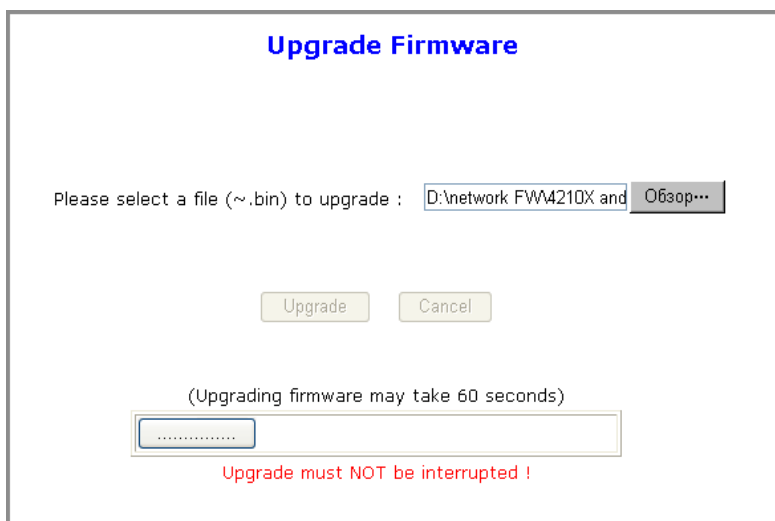 Upgrade Firmware
Please select a file (~.bin) to upgrade : D:\network FW\4210X and Обзор...
Upgrade Cancel
(Upgrading firmware may take 60 seconds)
...............
Upgrade must NOT be interrupted !